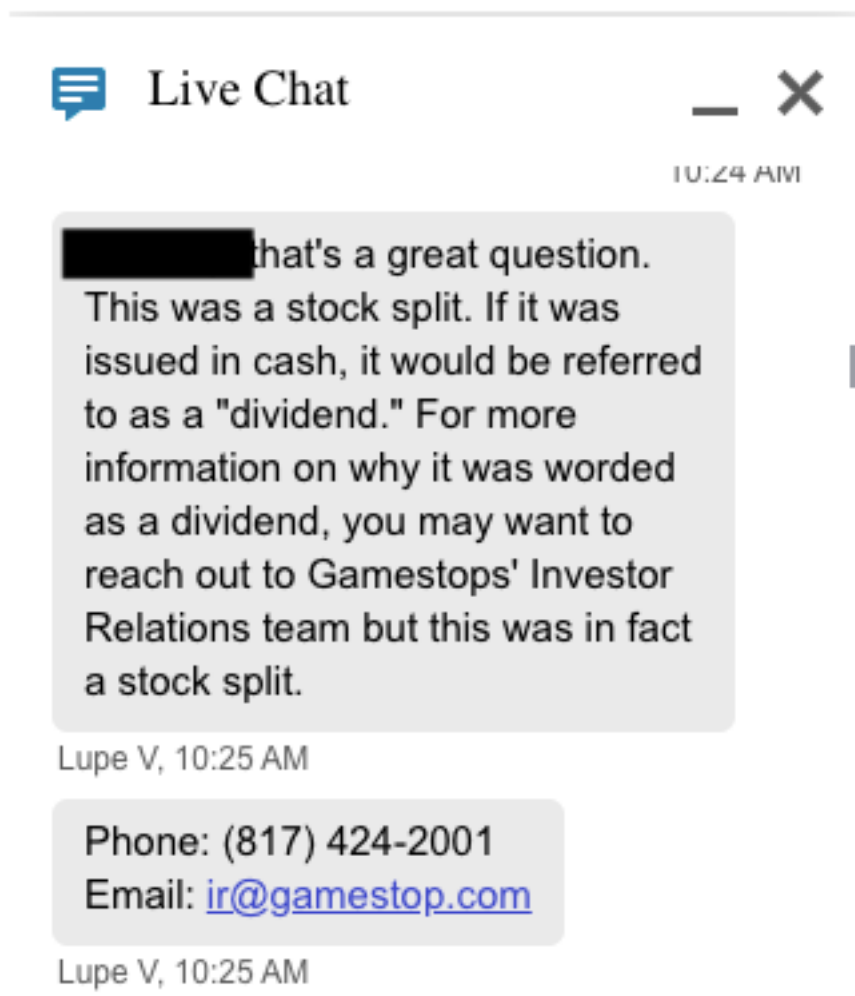 Live Chat
10:24 AM
that's a great question.
This was a stock split. If it was
issued in cash, it would be referred
to as a "dividend." For more
information on why it was worded
as a dividend, you may want to
reach out to Gamestops' Investor
Relations team but this was in fact
a stock split.
Lupe V, 10:25 AM
Phone: (817) 424-2001
Email: ir@gamestop.com
Lupe V, 10:25 AM